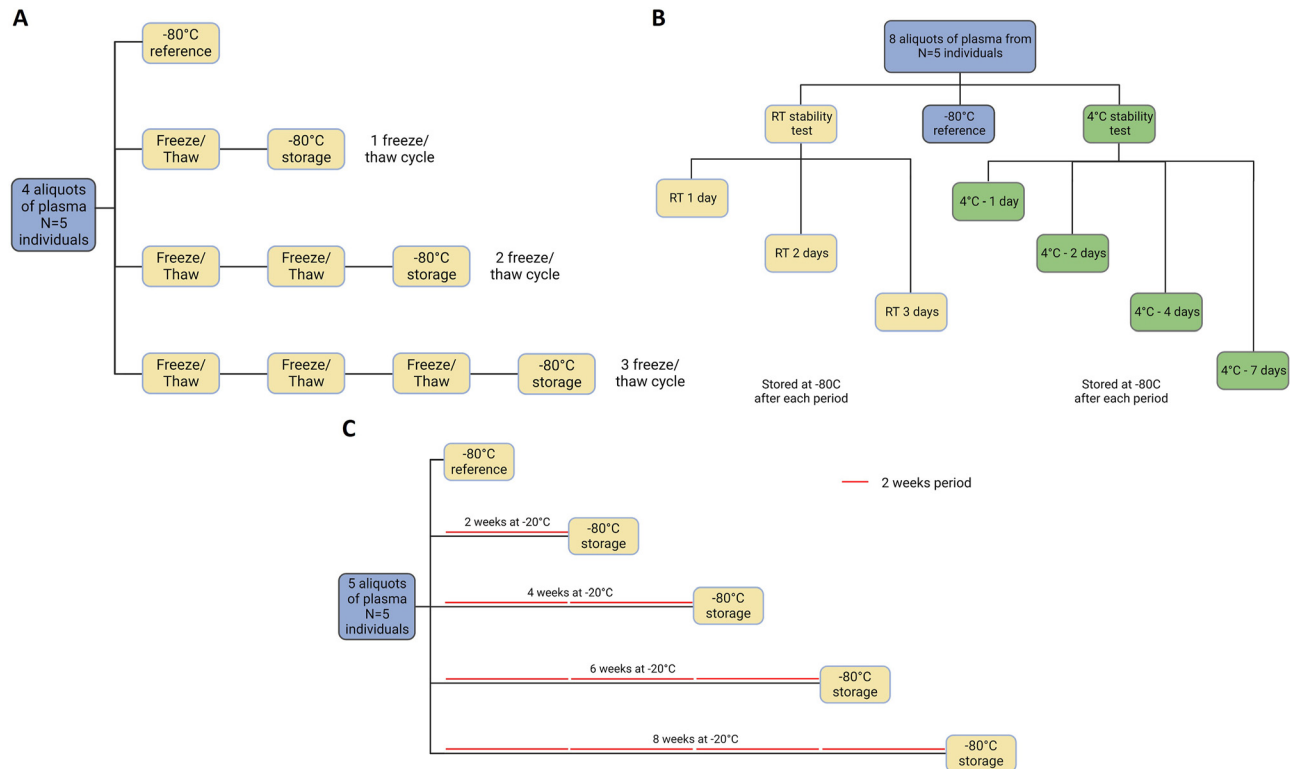 A
-80°C
reference
Freeze/
Thaw
-80°C
storage
1 freeze/
thaw cycle
4 aliquots
of plasma
N=5
individuals
Freeze/
Thaw
Freeze/
Thaw
-80°C
storage
2 freeze/
thaw cycle
Freeze/
Thaw
Freeze/
Thaw
Freeze/
Thaw
-80°C
storage
3 freeze/
thaw cycle
B
8 aliquots of plasma from
N=5 individuals
RT stability
test
-80°C
reference
4°C stability
test
RT 1 day
RT 2 days
RT 3 days
4°C - 1 day
4°C - 2 days
4°C - 4 days
4°C - 7 days
Stored at -80C
after each period
Stored at -80C
after each period
C
-80°C
reference
2 weeks period
2 weeks at -20°C
-80°C
storage
5 aliquots
of plasma
N=5
individuals
4 weeks at -20°C
-80°C
storage
6 weeks at -20°C
-80°C
storage
8 weeks at -20°C
-80°C
storage